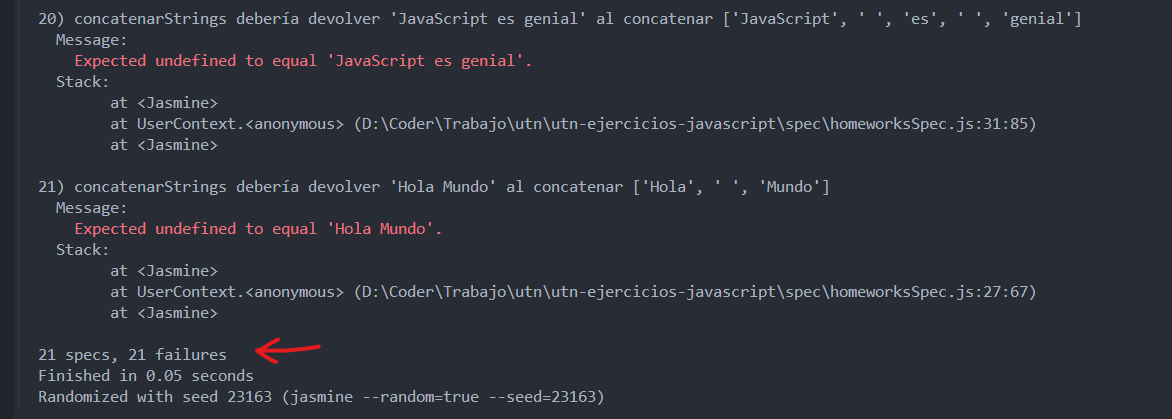 20) concatenarStrings debería devolver 'JavaScript es genial' al concatenar ['JavaScript', ' ', 'es', ' ', 'genial']
Message:
Expected undefined to equal 'JavaScript es genial'.
Stack:
at <Jasmine>
at UserContext.<anonymous> (D:\Coder\Trabajo\utn\utn-ejercicios-javascript\spec\homeworksSpec.js:31:85)
at <Jasmine>
21) concatenarStrings debería devolver 'Hola Mundo' al concatenar ['Hola', ' ', 'Mundo']
Message:
Expected undefined to equal 'Hola Mundo'.
Stack:
at <Jasmine>
at UserContext.<anonymous> (D:\Coder\Trabajo\utn\utn-ejercicios-javascript\spec\homeworksSpec.js:27:67)
at <Jasmine>
21 specs, 21 failures
Finished in 0.05 seconds
Randomized with seed 23163 (jasmine --random=true --seed=23163)